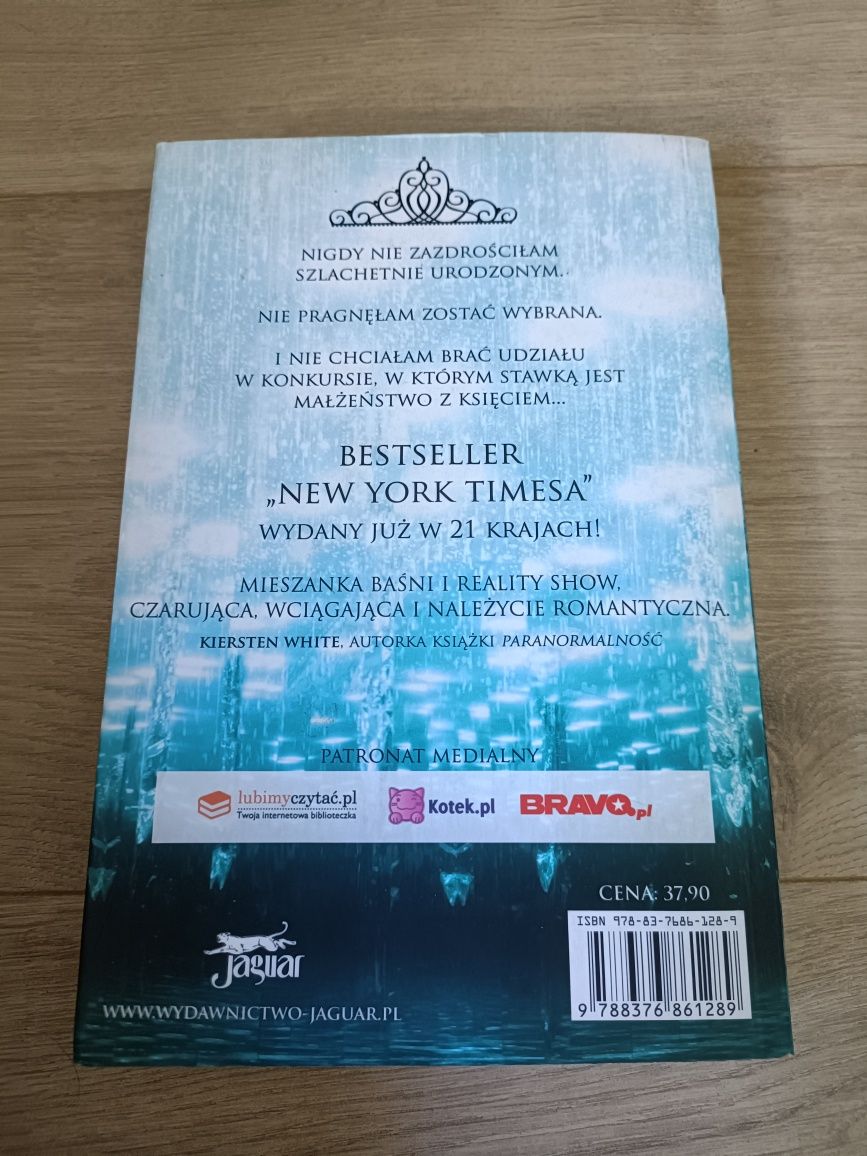 NIGDY NIE ZAZDROŚCIŁAM
SZLACHETNIE URODZONYM.
NIE PRAGNĘŁAM ZOSTAĆ WYBRANA.
I NIE CHCIAŁAM BRAĆ UDZIAŁU
W KONKURSIE, W KTÓRYM STAWKĄ JEST
MAŁŻEŃSTWO Z KSIĘCIEM...
BESTSELLER
„NEW YORK TIMESA”
WYDANY JUŻ W 21 KRAJACH!
MIESZANKA BAŚNI I REALITY SHOW,
CZARUJĄCA, WCIĄGAJĄCA I NALEŻYCIE ROMANTYCZNA.
KIERSTEN WHITE, AUTORKA KSIĄŻKI PARANORMALNOŚĆ
PATRONAT MEDIALNY
lubimyczytać.pl
Twoja internetowa biblioteczka
Kotek.pl
BRAVO.pl
CENA: 37,90
ISBN 978-83-7686-128-9
9 788376 861289
Jaguar
WWW.WYDAWNICTWO-JAGUAR.PL